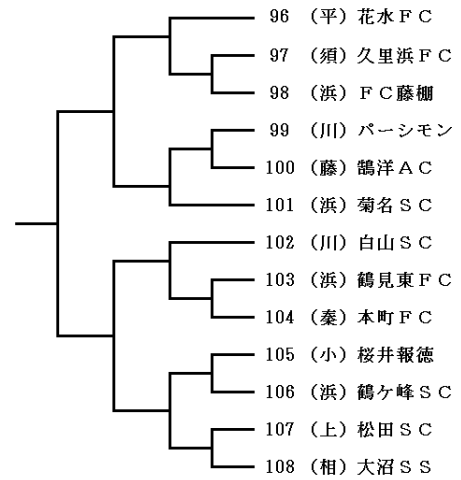 96 （平）花水ＦＣ
97 （須）久里浜ＦＣ
98 （浜）ＦＣ藤棚
99 （川）パーシモン
100 （藤）鵠洋ＡＣ
101 （浜）菊名ＳＣ
102 （川）白山ＳＣ
103 （浜）鶴見東ＦＣ
104 （秦）本町ＦＣ
105 （小）桜井報徳
106 （浜）鶴ケ峰ＳＣ
107 （上）松田ＳＣ
108 （相）大沼ＳＳ